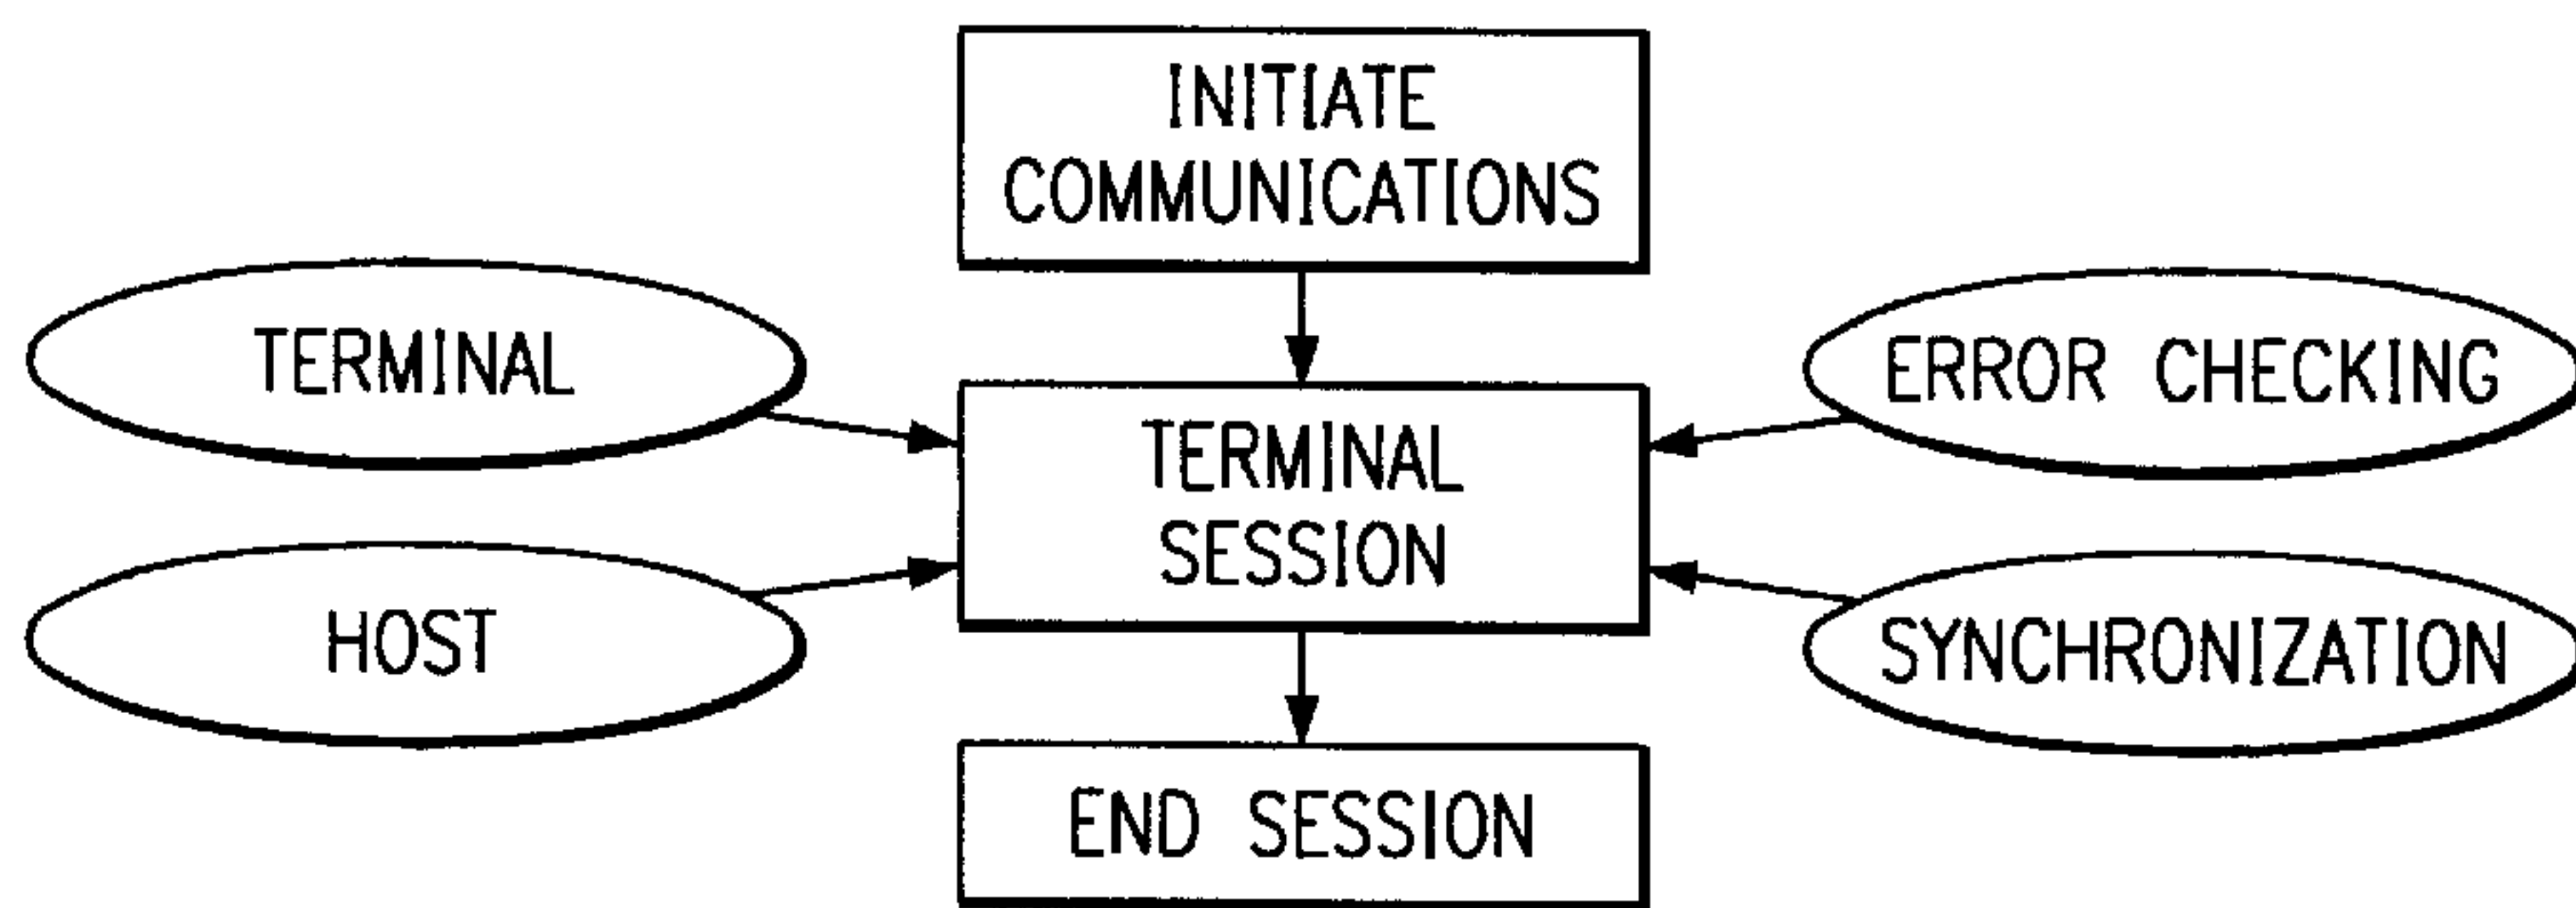 INITIATE
COMMUNICATIONS
TERMINAL
ERROR CHECKING
TERMINAL
SESSION
HOST
SYNCHRONIZATION
END SESSION